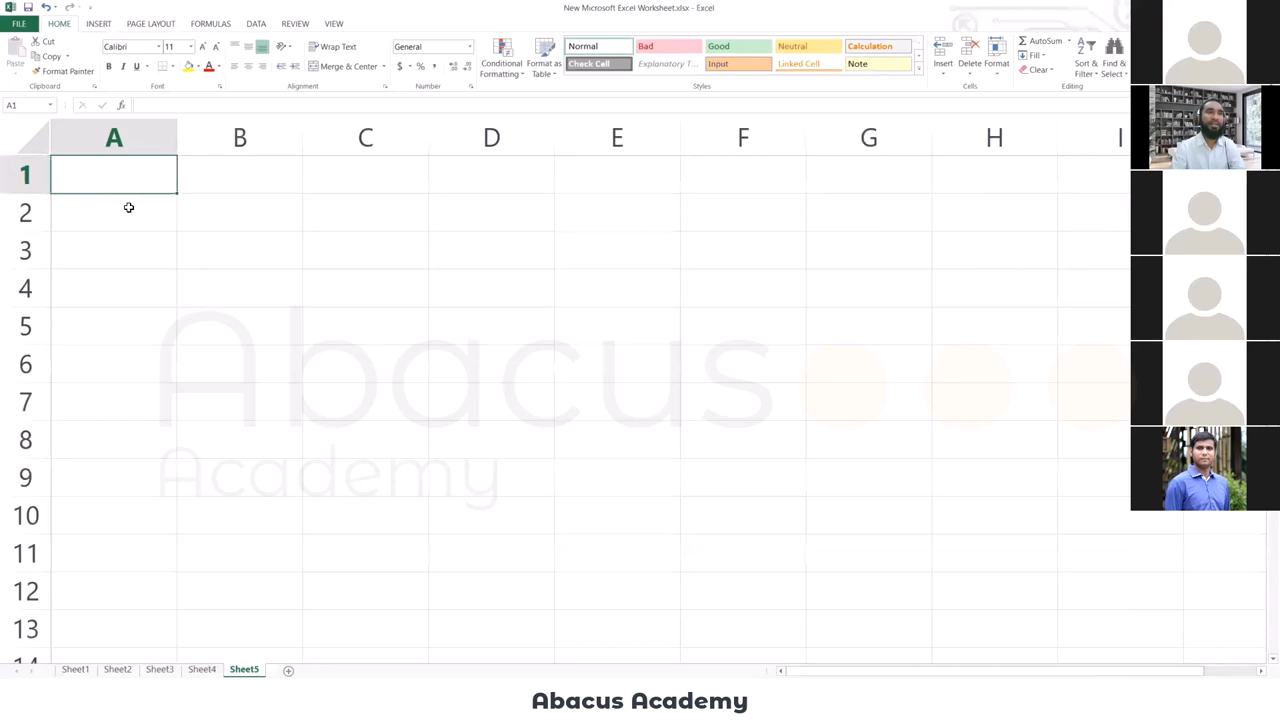 New Microsoft Excel Worksheet.xlsx - Excel
FILE HOME INSERT PAGE LAYOUT FORMULAS DATA REVIEW VIEW
Cut
Copy
Format Painter
Paste
Clipboard
Calibri 11
B I U
Font
Wrap Text
Merge & Center
Alignment
General
$ % ,
Number
Conditional Formatting
Format as Table
Normal Bad Good Neutral Calculation
Check Cell Explanatory T... Input Linked Cell Note
Styles
Insert Delete Format
Cells
AutoSum
Fill
Clear
Sort & Filter
Find & Select
Editing
A1 fx
A B C D E F G H I
1
2
3
4
5
6
7
8
9
10
11
12
13
14
Abacus
Academy
Sheet1 Sheet2 Sheet3 Sheet4 Sheet5
Abacus Academy